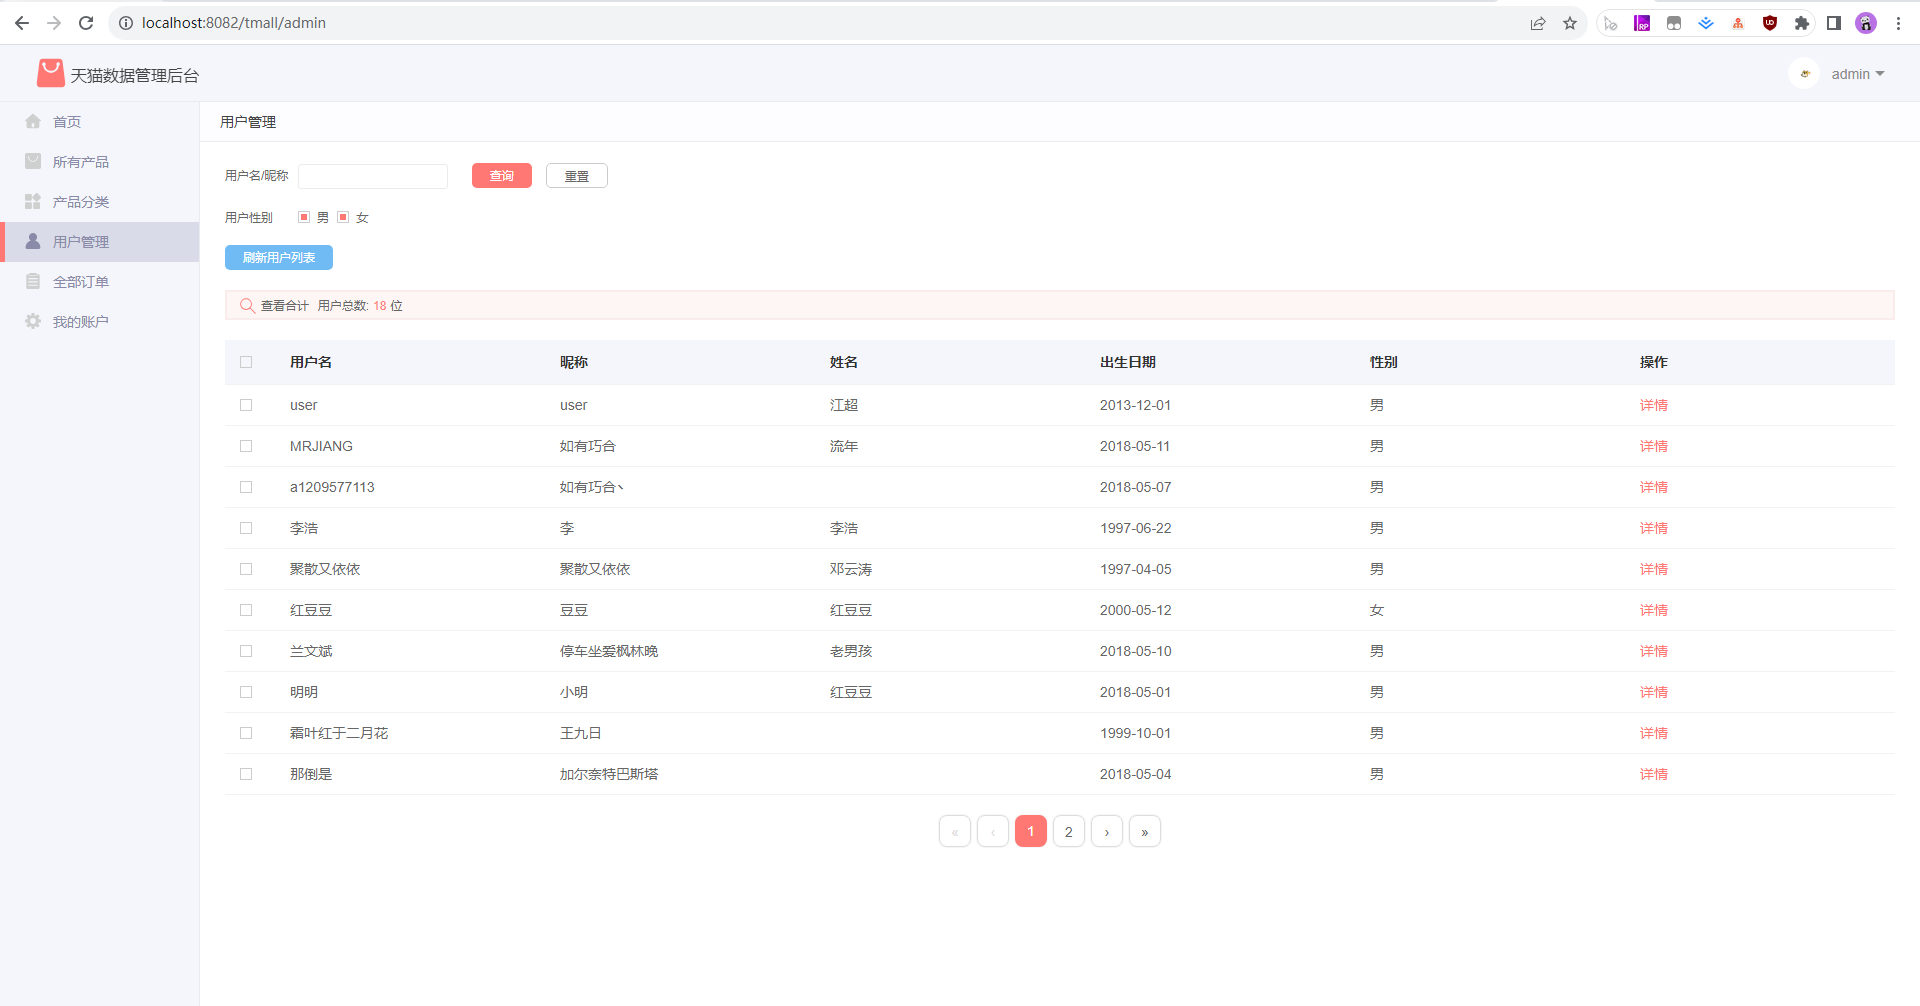 localhost:8082/tmall/admin
天猫数据管理后台
admin
首页
所有产品
产品分类
用户管理
全部订单
我的账户
用户管理
用户名/昵称 查询 重置
用户性别 男 女
刷新用户列表
查看合计 用户总数: 18 位
用户名 昵称 姓名 出生日期 性别 操作
user user 江超 2013-12-01 男 详情
MRJIANG 如有巧合 流年 2018-05-11 男 详情
a1209577113 如有巧合丶 2018-05-07 男 详情
李浩 李 李浩 1997-06-22 男 详情
聚散又依依 聚散又依依 邓云涛 1997-04-05 男 详情
红豆豆 豆豆 红豆豆 2000-05-12 女 详情
兰文斌 停车坐爱枫林晚 老男孩 2018-05-10 男 详情
明明 小明 红豆豆 2018-05-01 男 详情
霜叶红于二月花 王九日 1999-10-01 男 详情
那倒是 加尔奈特巴斯塔 2018-05-04 男 详情
« ‹ 1 2 › »